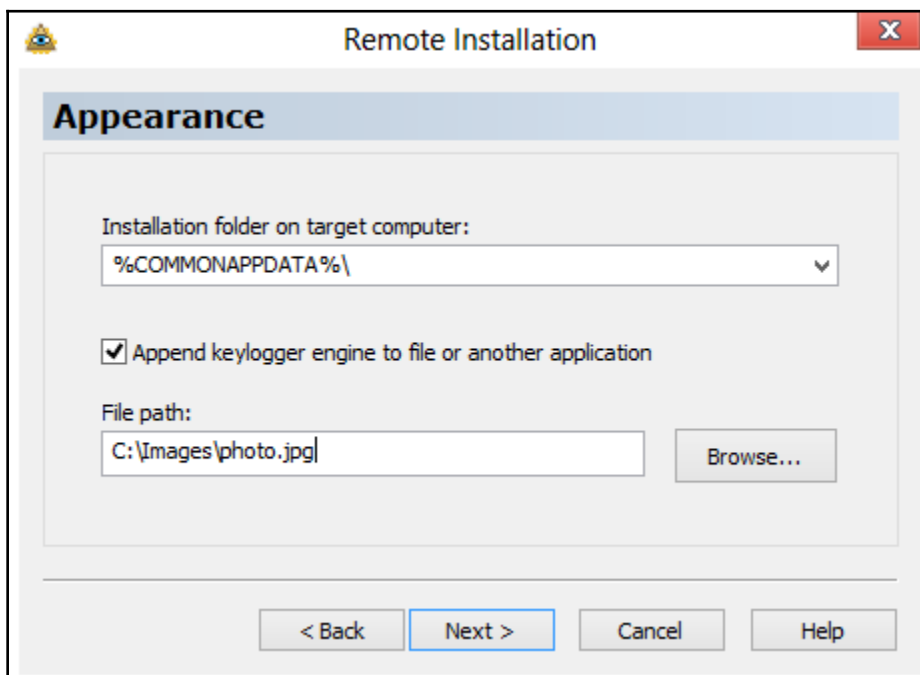 Remote Installation
Appearance
Installation folder on target computer:
%COMMONAPPDATA%\
Append keylogger engine to file or another application
File path:
C:\Images\photo.jpg
Browse...
< Back
Next >
Cancel
Help